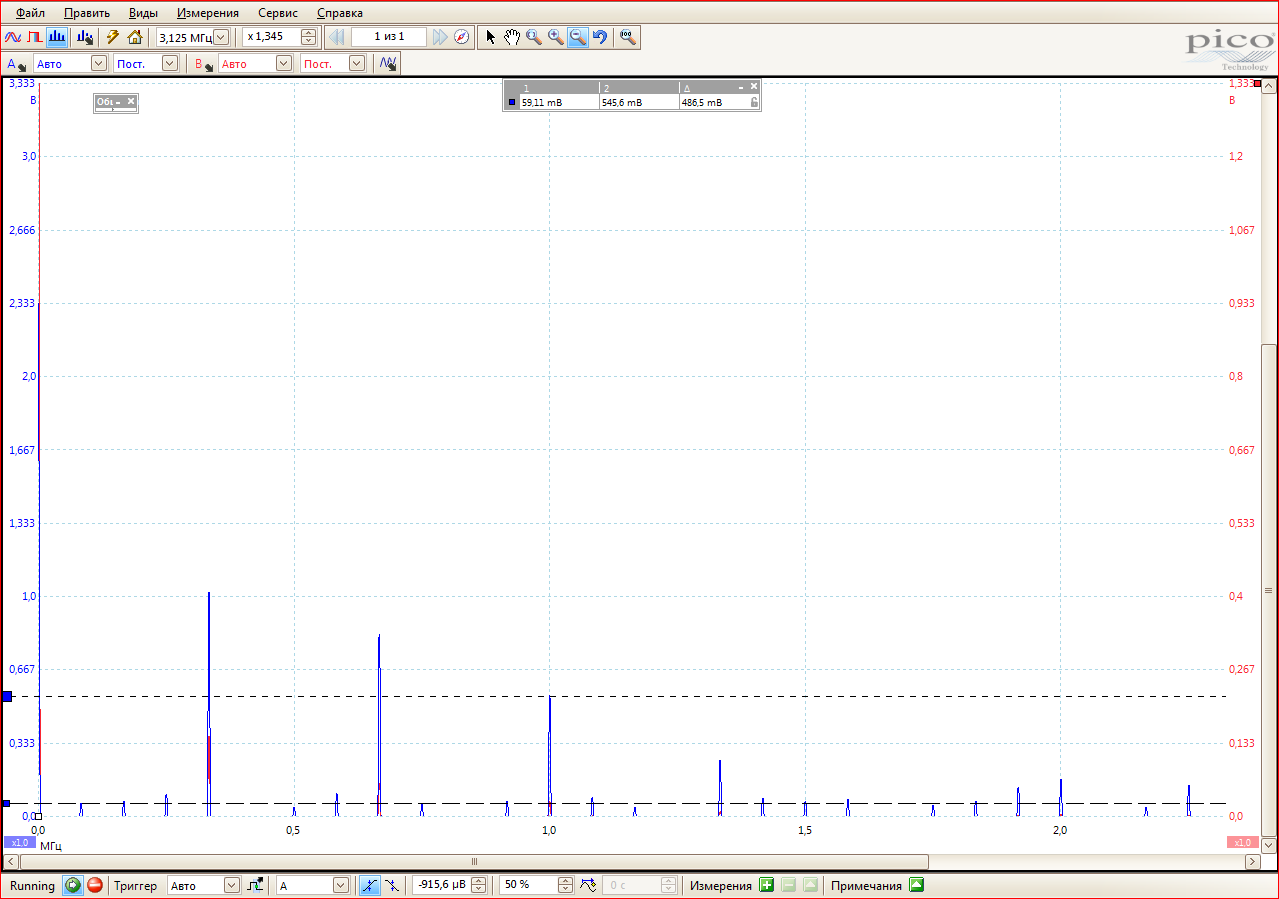 Файл Править Виды Измерения Сервис Справка
3,125 МГц x 1,345 1 из 1
pico
Technology
A Авто Пост. B Авто Пост.
3,333 1,333
В В
1 2 Δ
59,11 mB 545,6 mB 486,5 mB
3,0 1,2
2,666 1,067
2,333 0,933
2,0 0,8
1,667 0,667
1,333 0,533
1,0 0,4
0,667 0,267
0,333 0,133
0,0 0,0
0,0 0,5 1,0 1,5 2,0
x1,0 МГц x1,0
Running Триггер Авто A -915,6 µВ 50 % 0 с Измерения Примечания